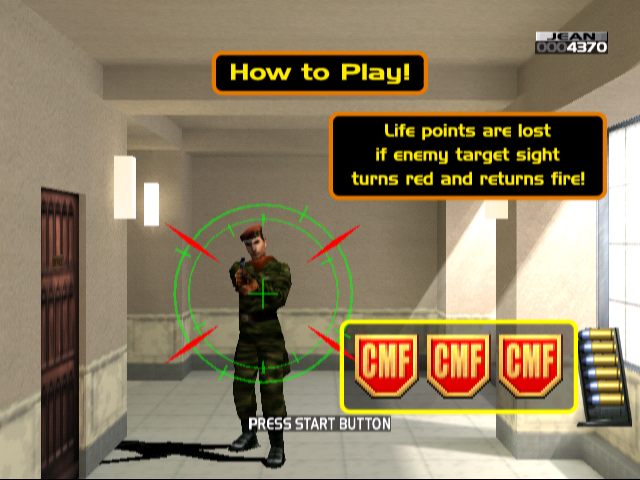 JEAN
0004370
How to Play!
Life points are lost
if enemy target sight
turns red and returns fire!
CMF CMF CMF
PRESS START BUTTON